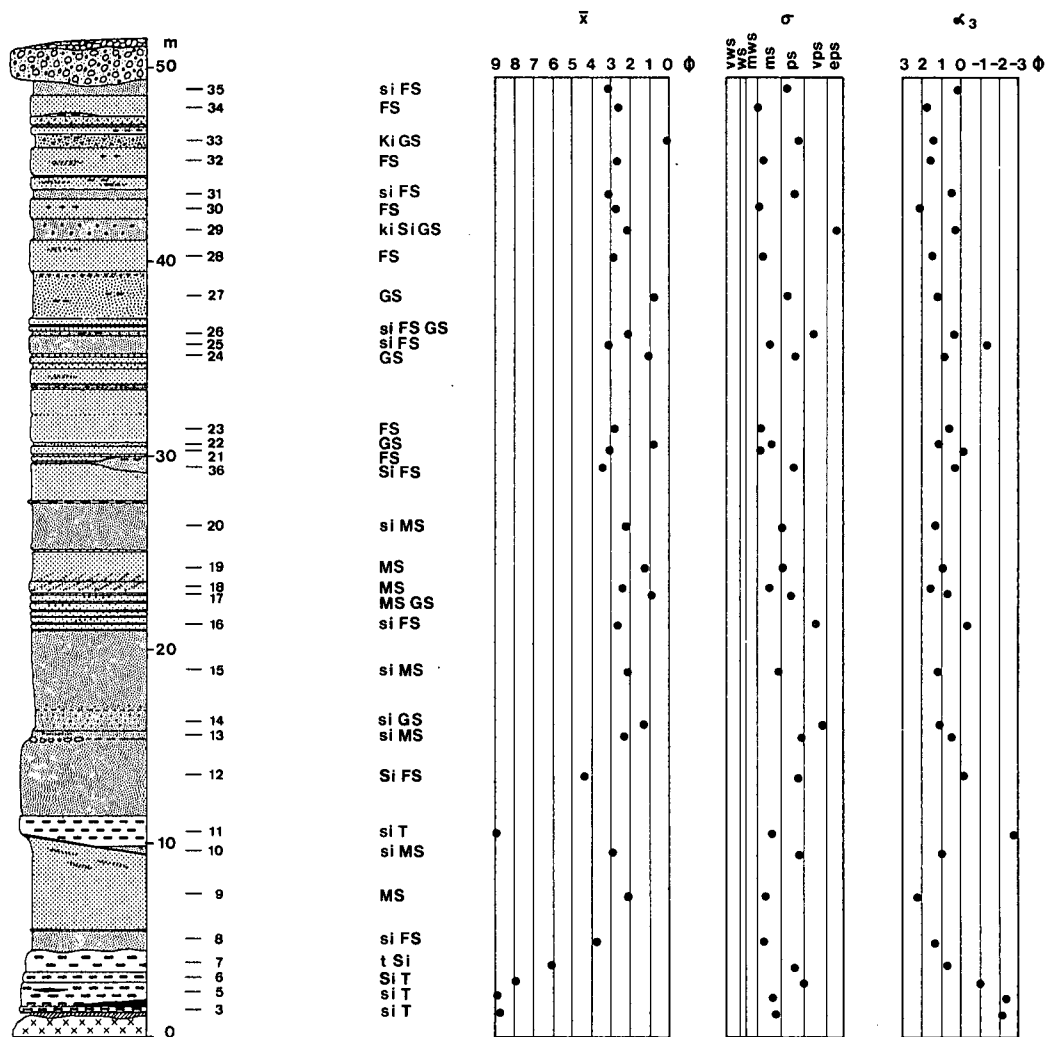 x̄ σ ∝3
m
9 8 7 6 5 4 3 2 1 0 Φ
vws ws mws ms ps vps eps
3 2 1 0 -1 -2 -3 Φ
50
35 si FS
34 FS
33 Ki GS
32 FS
31 si FS
30 FS
29 ki Si GS
40
28 FS
27 GS
26 si FS GS
25 si FS
24 GS
23 FS
22 GS
30
21 FS
36 Si FS
20 si MS
19 MS
18 MS
17 MS GS
16 si FS
20
15 si MS
14 si GS
13 si MS
12 Si FS
11 si T
10
10 si MS
9 MS
8 si FS
7 t Si
6 Si T
5 si T
3 si T
0